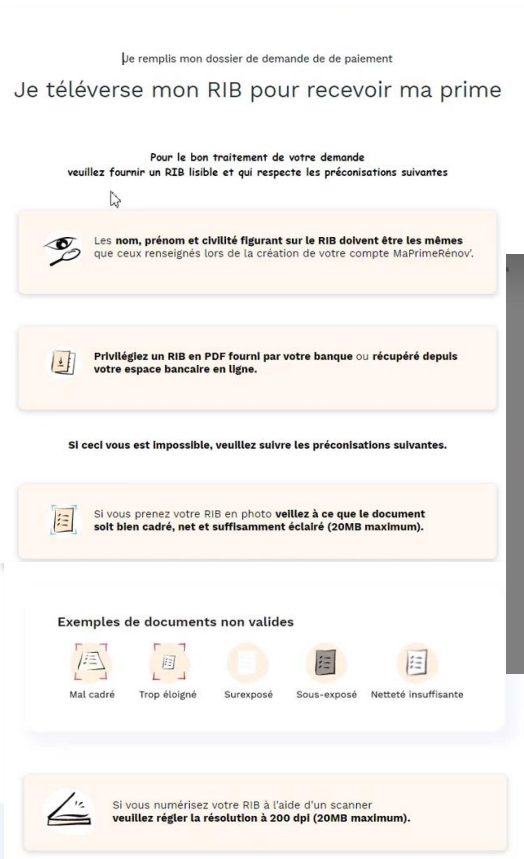 Je remplis mon dossier de demande de de paiement
Je téléverse mon RIB pour recevoir ma prime
Pour le bon traitement de votre demande
veuillez fournir un RIB lisible et qui respecte les préconisations suivantes
Les nom, prénom et civilité figurant sur le RIB doivent être les mêmes
que ceux renseignés lors de la création de votre compte MaPrimeRénov'.
Privilégiez un RIB en PDF fourni par votre banque ou récupéré depuis
votre espace bancaire en ligne.
Si ceci vous est impossible, veuillez suivre les préconisations suivantes.
Si vous prenez votre RIB en photo veillez à ce que le document
soit bien cadré, net et suffisamment éclairé (20MB maximum).
Exemples de documents non valides
Mal cadré Trop éloigné Surexposé Sous-exposé Netteté insuffisante
Si vous numérisez votre RIB à l'aide d'un scanner
veuillez régler la résolution à 200 dpi (20MB maximum).